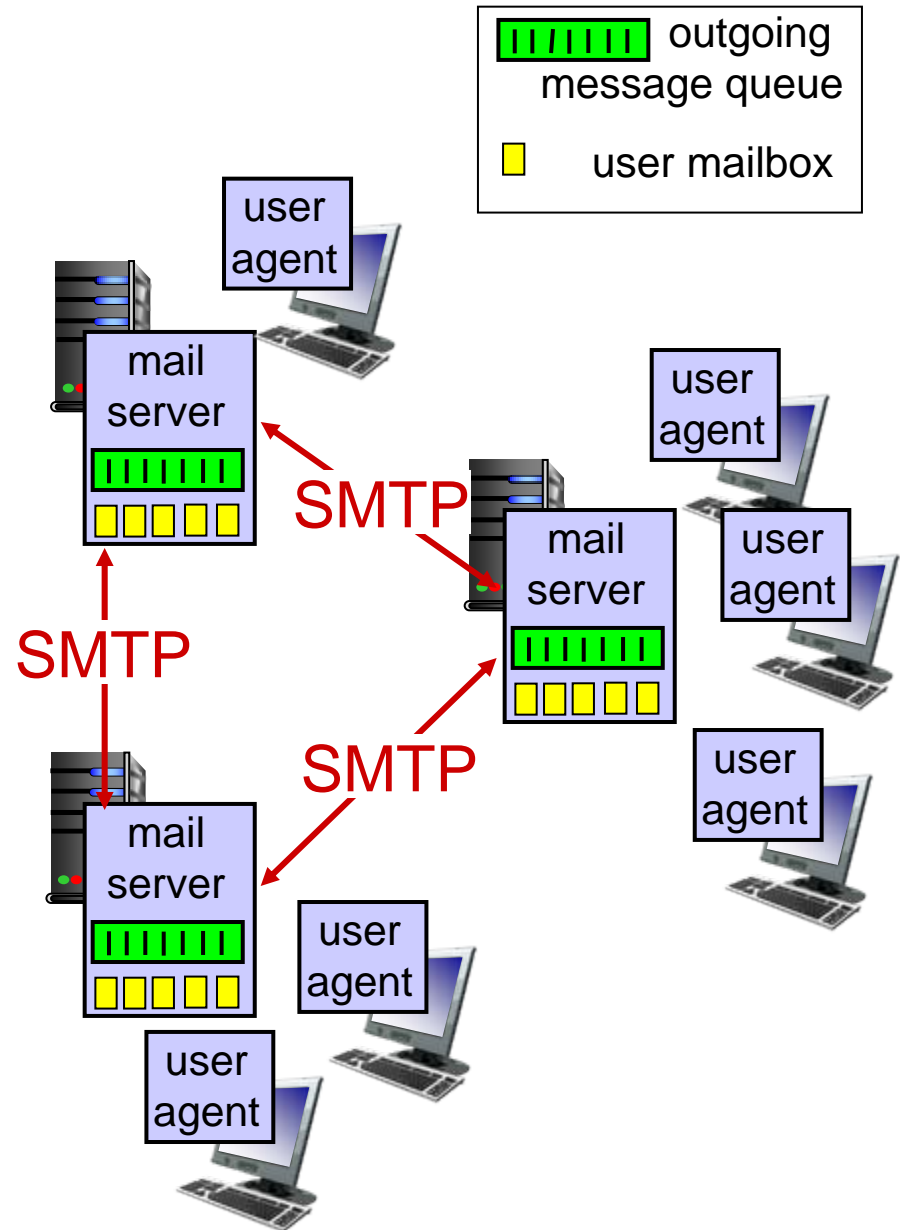 outgoing
message queue
user mailbox
user
agent
mail
server
SMTP
user
agent
mail
server
user
agent
SMTP
SMTP
user
agent
mail
server
user
agent
user
agent